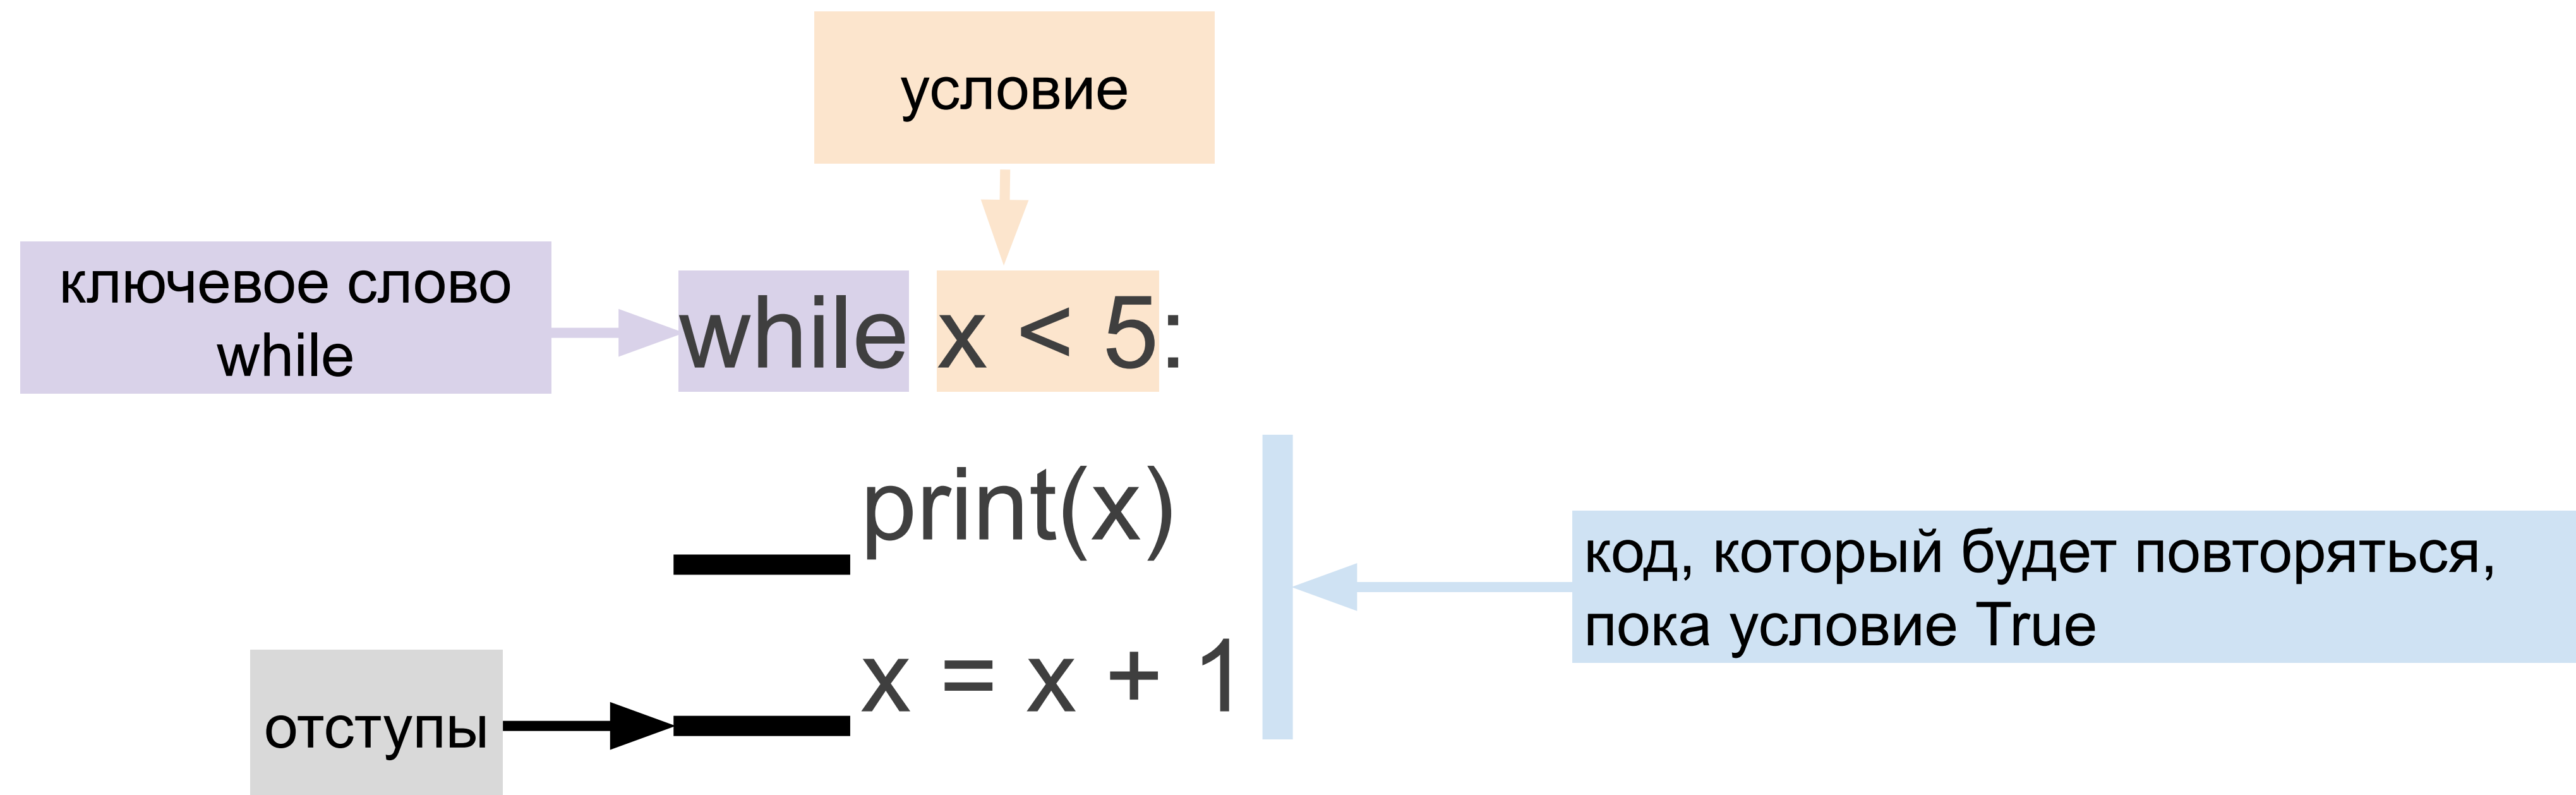 условие
ключевое слово
while
while x < 5:
print(x)
код, который будет повторяться,
пока условие True
x = x + 1
отступы